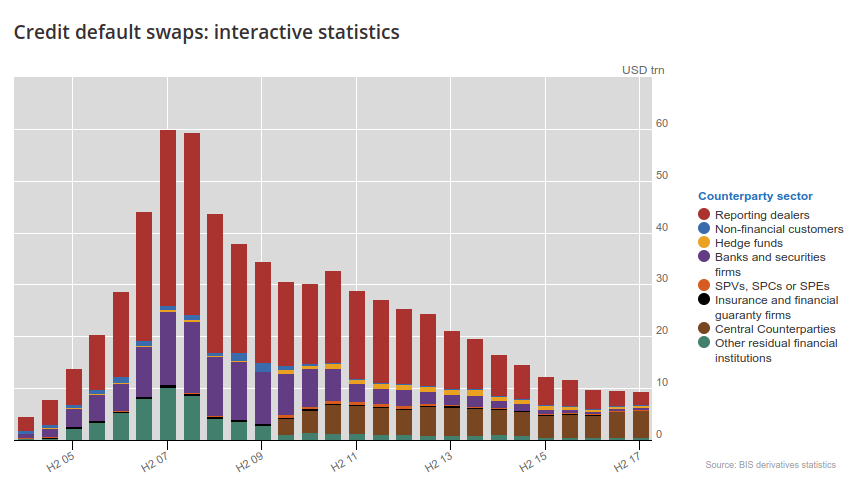 Credit default swaps: interactive statistics
USD trn
60
50
40
30
20
10
0
H2 05
H2 07
H2 09
H2 11
H2 13
H2 15
H2 17
Counterparty sector
Reporting dealers
Non-financial customers
Hedge funds
Banks and securities
firms
SPVs, SPCs or SPEs
Insurance and financial
guaranty firms
Central Counterparties
Other residual financial
institutions
Source: BIS derivatives statistics